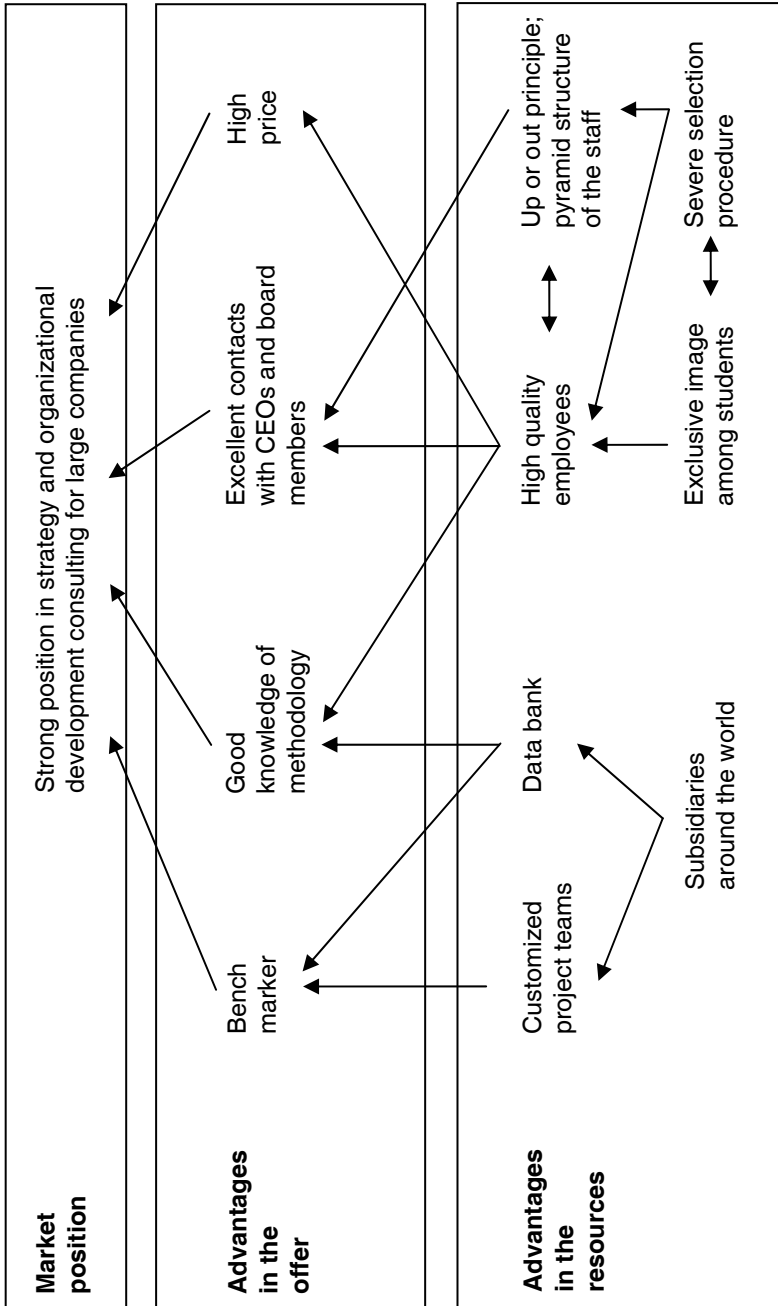 Market
position
Strong position in strategy and organizational
development consulting for large companies
Advantages
in the
offer
Bench
marker
Good
knowledge of
methodology
Excellent contacts
with CEOs and board
members
High
price
Advantages
in the
resources
Customized
project teams
Data bank
High quality
employees
Up or out principle;
pyramid structure
of the staff
Subsidiaries
around the world
Exclusive image
among students
Severe selection
procedure